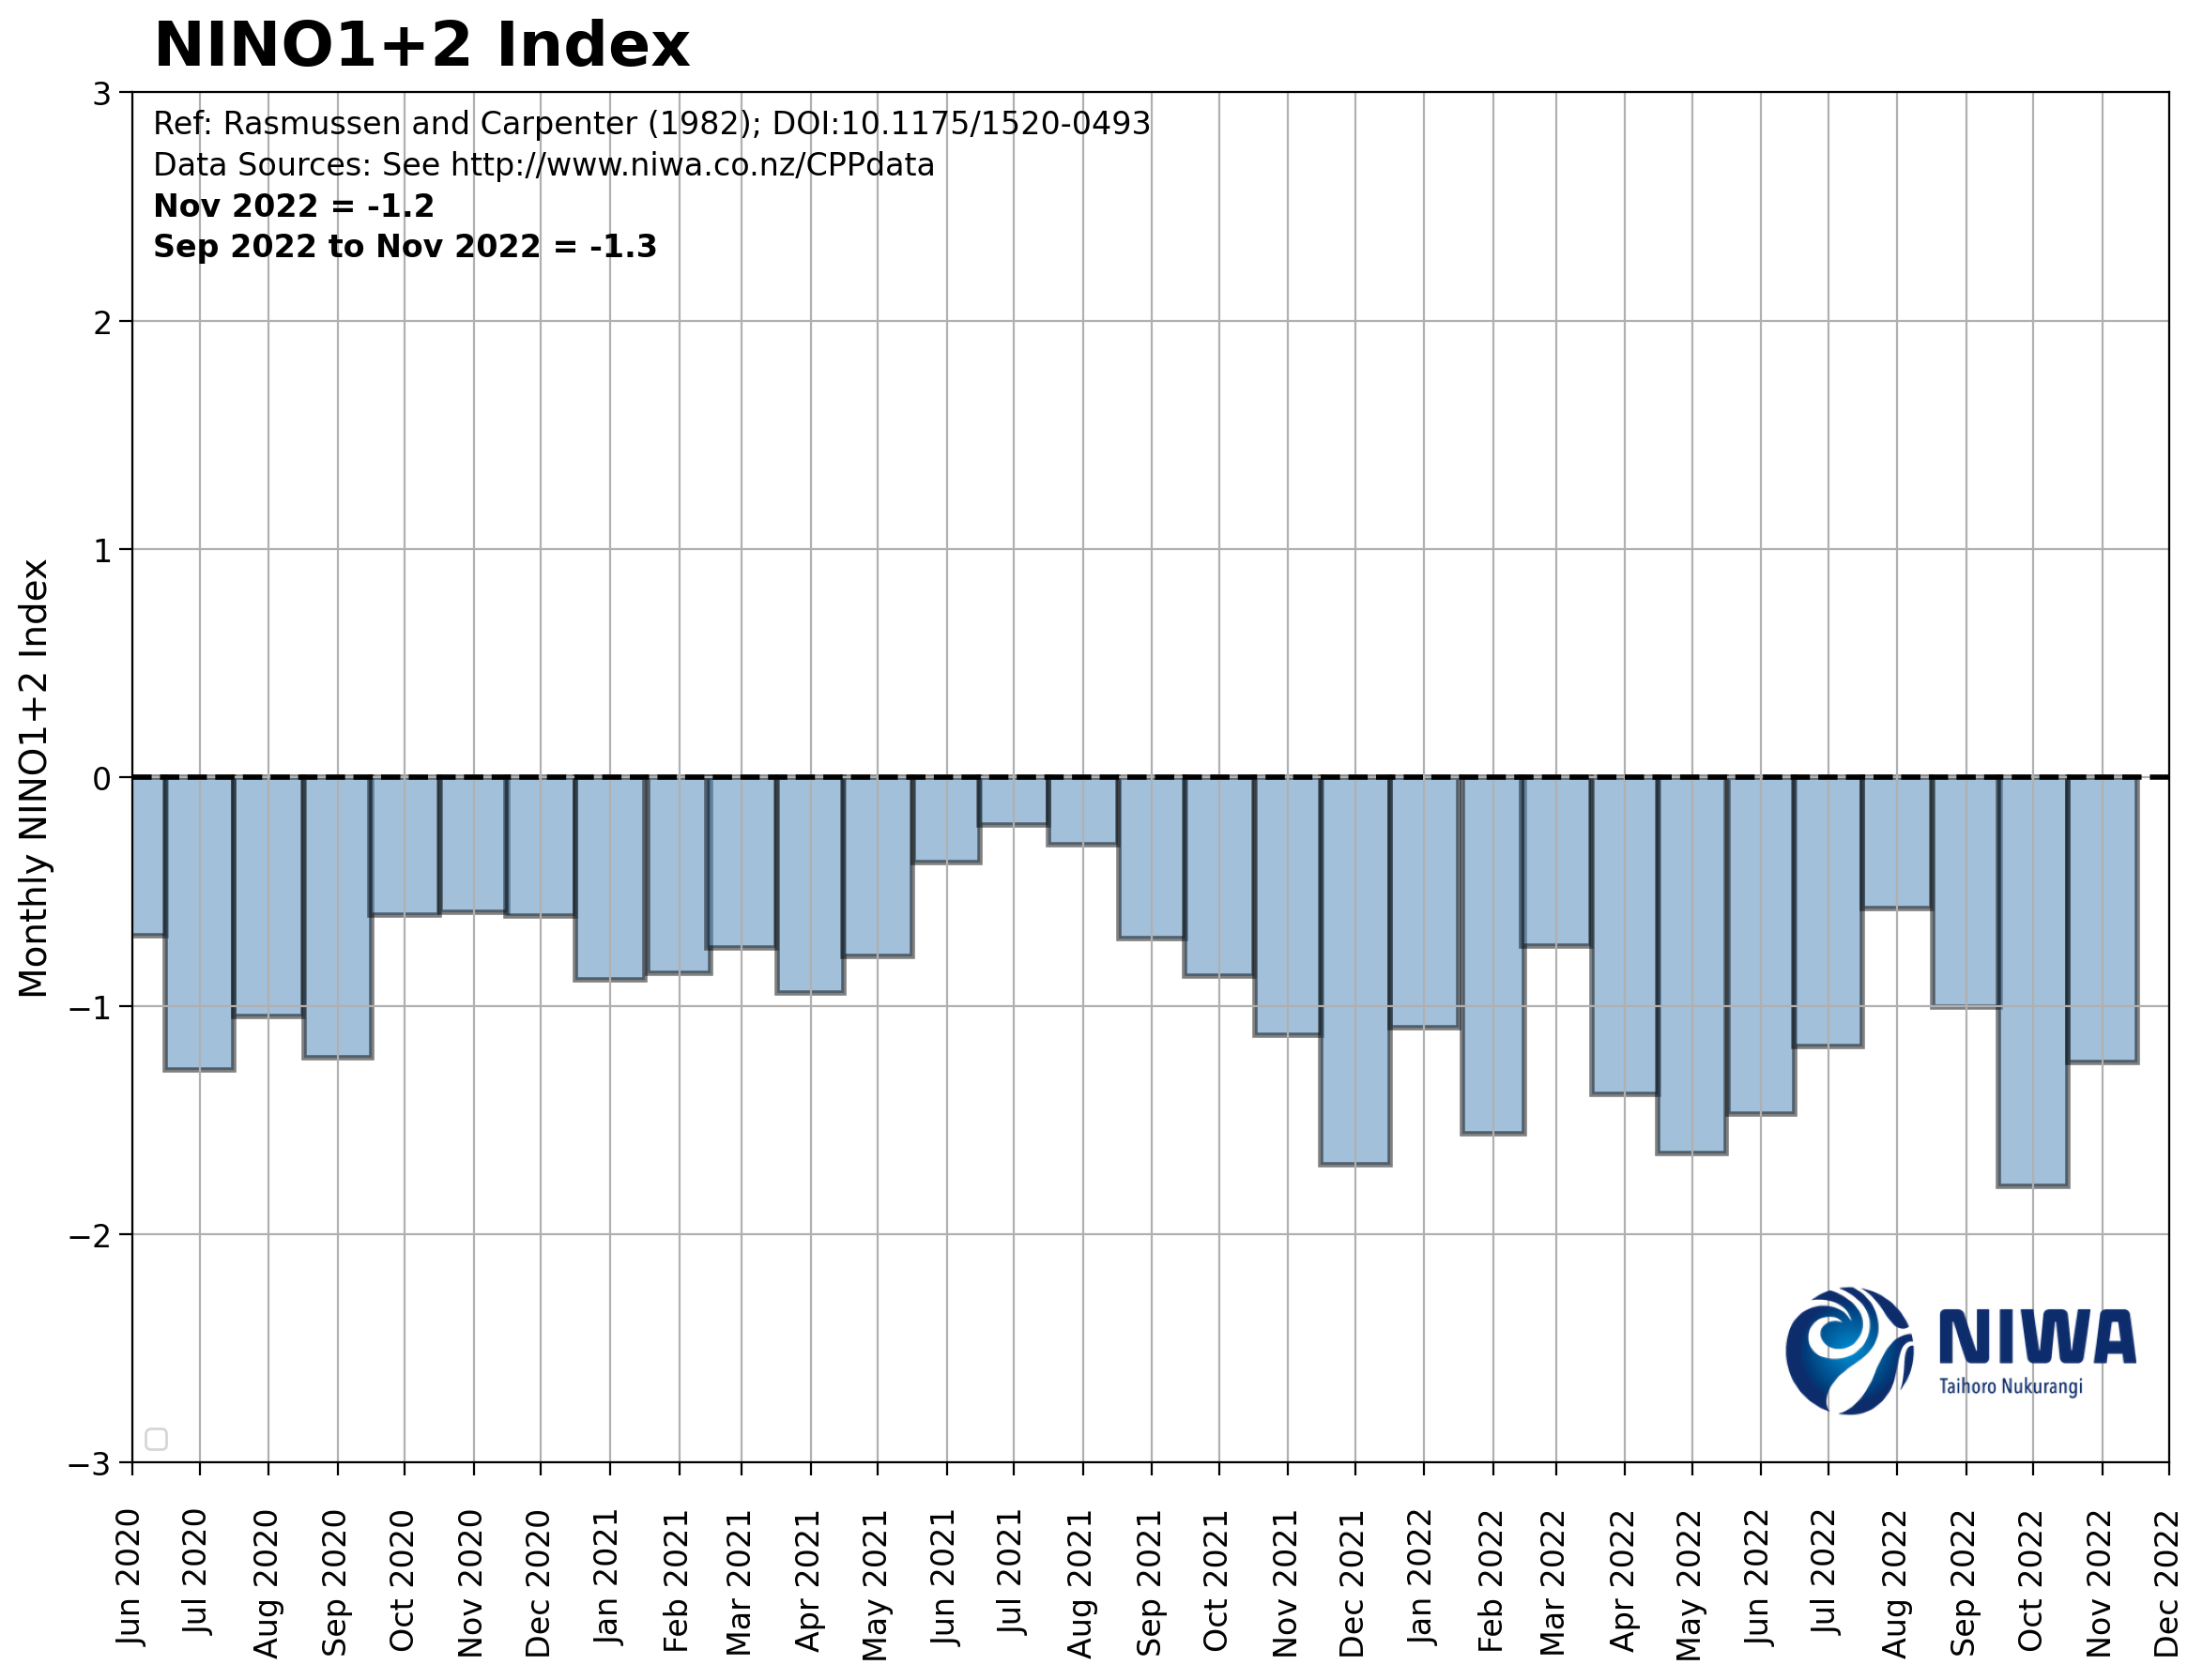 NINO1+2 Index
3
Ref: Rasmussen and Carpenter (1982); DOI:10.1175/1520-0493
Data Sources: See http://www.niwa.co.nz/CPPdata
Nov 2022 = -1.2
Sep 2022 to Nov 2022 = -1.3
2
1
Monthly NINO1+2 Index
0
−1
−2
NIWA
Taihoro Nukurangi
−3
Jun 2020
Jul 2020
Aug 2020
Sep 2020
Oct 2020
Nov 2020
Dec 2020
Jan 2021
Feb 2021
Mar 2021
Apr 2021
May 2021
Jun 2021
Jul 2021
Aug 2021
Sep 2021
Oct 2021
Nov 2021
Dec 2021
Jan 2022
Feb 2022
Mar 2022
Apr 2022
May 2022
Jun 2022
Jul 2022
Aug 2022
Sep 2022
Oct 2022
Nov 2022
Dec 2022